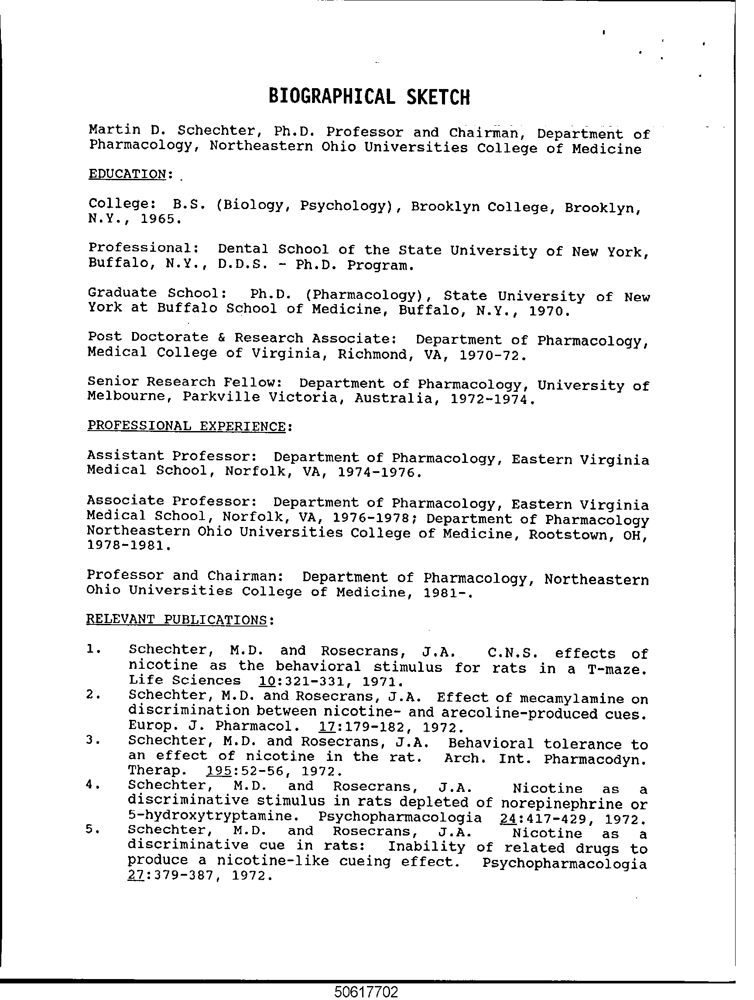 BIOGRAPHICAL SKETCH
Martin D. Schechter, Ph.D. Professor and Chairman, Department of
Pharmacology, Northeastern Ohio Universities College of Medicine
EDUCATION:
College: B.S. (Biology, Psychology), Brooklyn College, Brooklyn,
N.Y., 1965.
Professional: Dental School of the State University of New York,
Buffalo, N.Y., D.D.S. - Ph.D. Program.
Graduate School: Ph.D. (Pharmacology), State University of New
York at Buffalo School of Medicine, Buffalo, N.Y., 1970.
Post Doctorate & Research Associate: Department of Pharmacology,
Medical College of Virginia, Richmond, VA, 1970-72.
Senior Research Fellow: Department of Pharmacology, University of
Melbourne, Parkville Victoria, Australia, 1972-1974.
PROFESSIONAL EXPERIENCE:
Assistant Professor: Department of Pharmacology, Eastern Virginia
Medical School, Norfolk, VA, 1974-1976.
Associate Professor: Department of Pharmacology, Eastern Virginia
Medical School, Norfolk, VA, 1976-1978; Department of Pharmacology
Northeastern Ohio Universities College of Medicine, Rootstown, OH,
1978-1981.
Professor and Chairman: Department of Pharmacology, Northeastern
Ohio Universities College of Medicine, 1981-.
RELEVANT PUBLICATIONS:
1. Schechter, M.D. and Rosecrans, J.A. C.N.S. effects of
nicotine as the behavioral stimulus for rats in a T-maze.
Life Sciences 10:321-331, 1971.
2. Schechter, M.D. and Rosecrans, J.A. Effect of mecamylamine on
discrimination between nicotine- and arecoline-produced cues.
Europ. J. Pharmacol. 17:179-182, 1972.
3. Schechter, M.D. and Rosecrans, J.A. Behavioral tolerance to
an effect of nicotine in the rat. Arch. Int. Pharmacodyn.
Therap. 195:52-56, 1972.
4. Schechter, M.D. and Rosecrans, J.A. Nicotine as a
discriminative stimulus in rats depleted of norepinephrine or
5-hydroxytryptamine. Psychopharmacologia 24:417-429, 1972.
5. Schechter, M.D. and Rosecrans, J.A. Nicotine as a
discriminative cue in rats: Inability of related drugs to
produce a nicotine-like cueing effect. Psychopharmacologia
27:379-387, 1972.
50617702